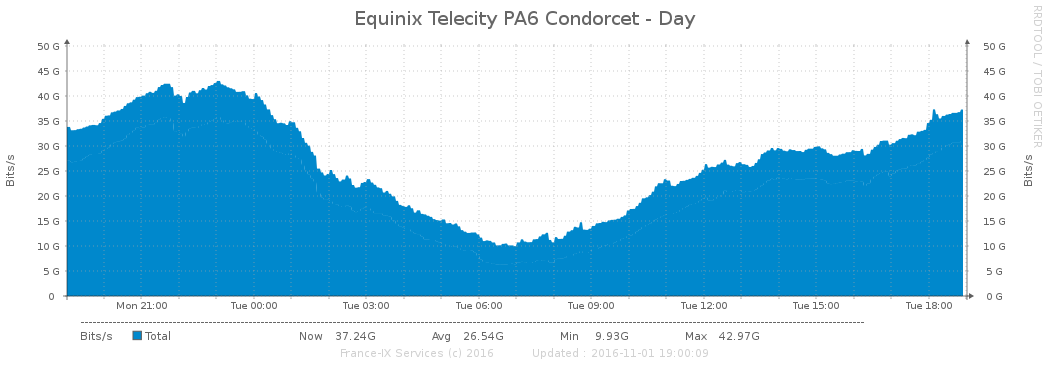 Equinix Telecity PA6 Condorcet - Day
RRDTOOL / TOBI OETIKER
Bits/s
50 G
45 G
40 G
35 G
30 G
25 G
20 G
15 G
10 G
5 G
0
50 G
45 G
40 G
35 G
30 G
25 G
20 G
15 G
10 G
5 G
0 G
Bits/s
Mon 21:00 Tue 00:00 Tue 03:00 Tue 06:00 Tue 09:00 Tue 12:00 Tue 15:00 Tue 18:00
Bits/s Total Now 37.24G Avg 26.54G Min 9.93G Max 42.97G
France-IX Services (c) 2016 Updated : 2016-11-01 19:00:09